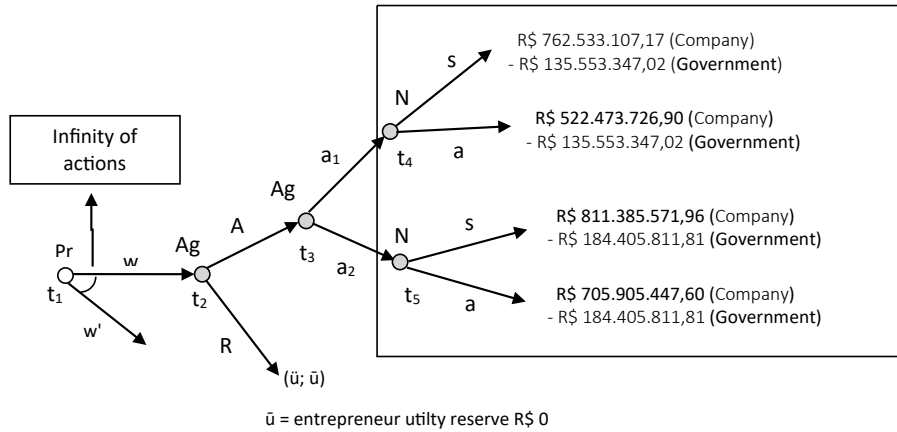 R$ 762.533.107,17 (Company)
- R$ 135.553.347,02 (Government)
s
N
R$ 522.473.726,90 (Company)
- R$ 135.553.347,02 (Government)
a
t4
Infinity of
actions
a1
Ag
A
t3
R$ 811.385.571,96 (Company)
- R$ 184.405.811,81 (Government)
s
N
a2
Pr
w
Ag
t1
t2
t5
a
R$ 705.905.447,60 (Company)
- R$ 184.405.811,81 (Government)
w'
R
(ü; ū)
ū = entrepreneur utilty reserve R$ 0